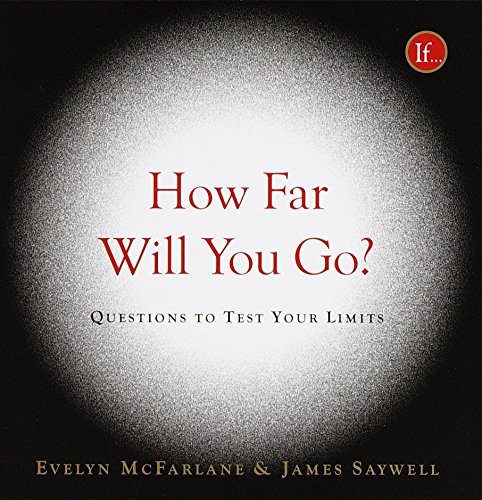 If...
How Far
Will You Go?
QUESTIONS TO TEST YOUR LIMITS
EVELYN MCFARLANE & JAMES SAYWELL